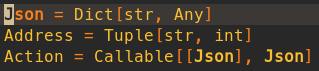 Json = Dict[str, Any]
Address = Tuple[str, int]
Action = Callable[[Json], Json]